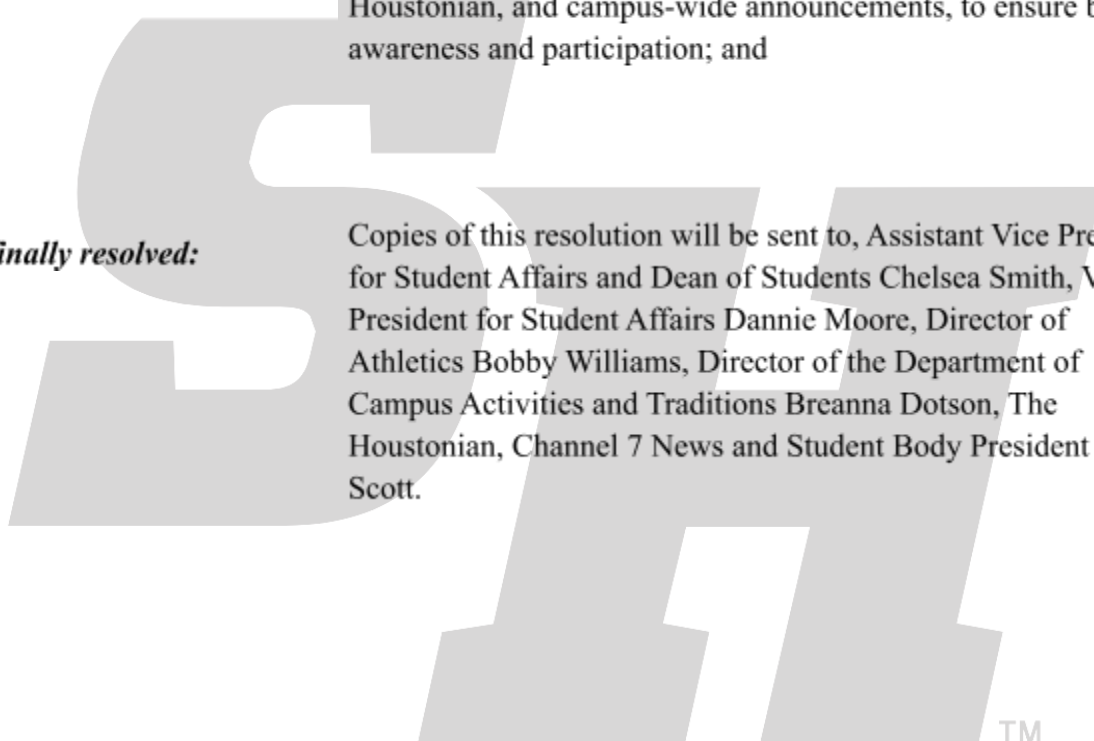 Houstonian, and campus-wide announcements, to ensure b
awareness and participation; and
inally resolved:
Copies of this resolution will be sent to, Assistant Vice Pre
for Student Affairs and Dean of Students Chelsea Smith, V
President for Student Affairs Dannie Moore, Director of
Athletics Bobby Williams, Director of the Department of
Campus Activities and Traditions Breanna Dotson, The
Houstonian, Channel 7 News and Student Body President
Scott.
SH
TM